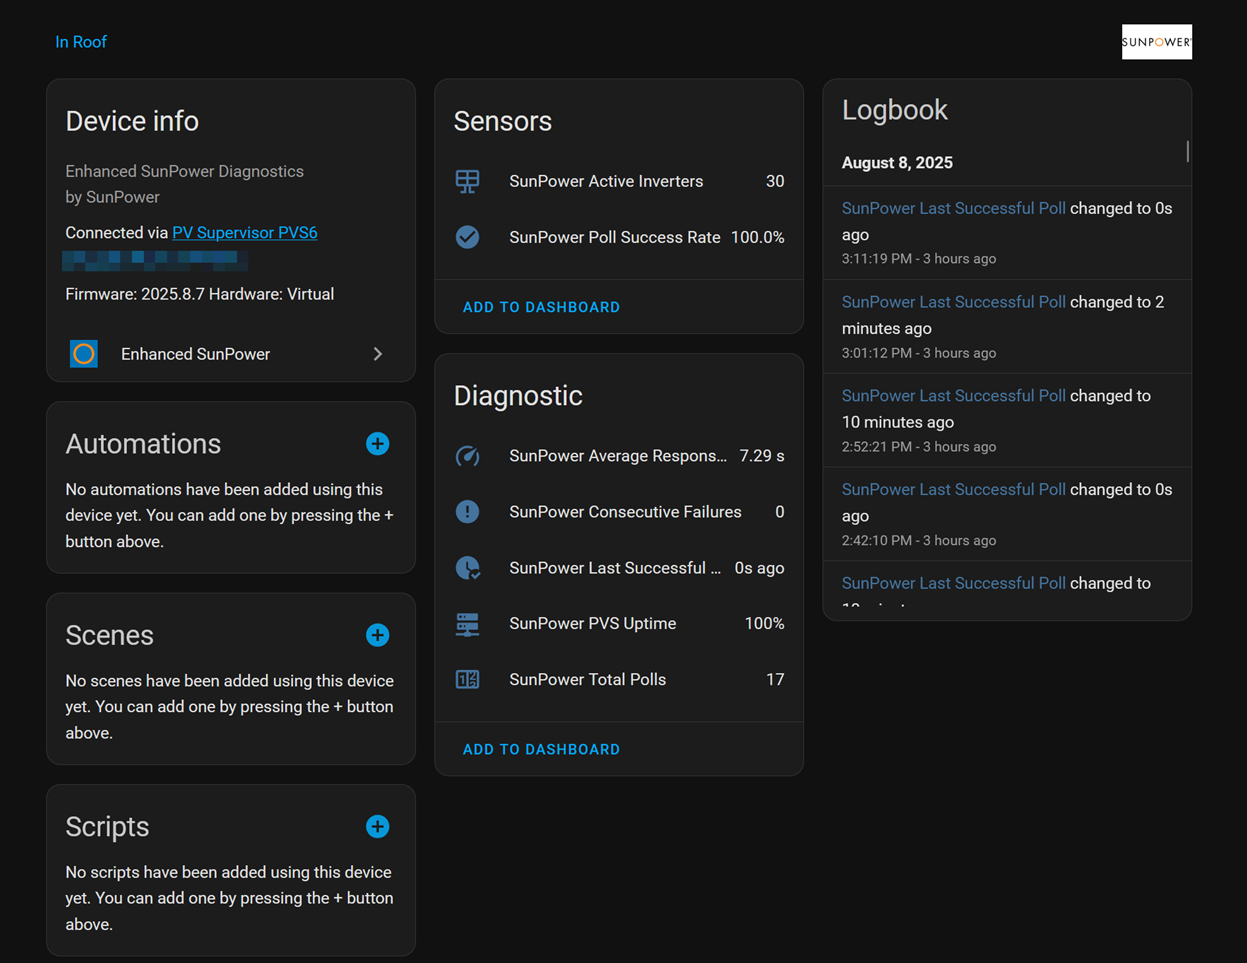 In Roof
SUNPOWER
Device info
Enhanced SunPower Diagnostics
by SunPower
Connected via PV Supervisor PVS6
Firmware: 2025.8.7 Hardware: Virtual
Enhanced SunPower
Automations
No automations have been added using this
device yet. You can add one by pressing the +
button above.
Scenes
No scenes have been added using this device
yet. You can add one by pressing the + button
above.
Scripts
No scripts have been added using this device
yet. You can add one by pressing the + button
above.
Sensors
SunPower Active Inverters 30
SunPower Poll Success Rate 100.0%
ADD TO DASHBOARD
Diagnostic
SunPower Average Respons... 7.29 s
SunPower Consecutive Failures 0
SunPower Last Successful ... 0s ago
SunPower PVS Uptime 100%
SunPower Total Polls 17
ADD TO DASHBOARD
Logbook
August 8, 2025
SunPower Last Successful Poll changed to 0s
ago
3:11:19 PM - 3 hours ago
SunPower Last Successful Poll changed to 2
minutes ago
3:01:12 PM - 3 hours ago
SunPower Last Successful Poll changed to
10 minutes ago
2:52:21 PM - 3 hours ago
SunPower Last Successful Poll changed to 0s
ago
2:42:10 PM - 3 hours ago
SunPower Last Successful Poll changed to